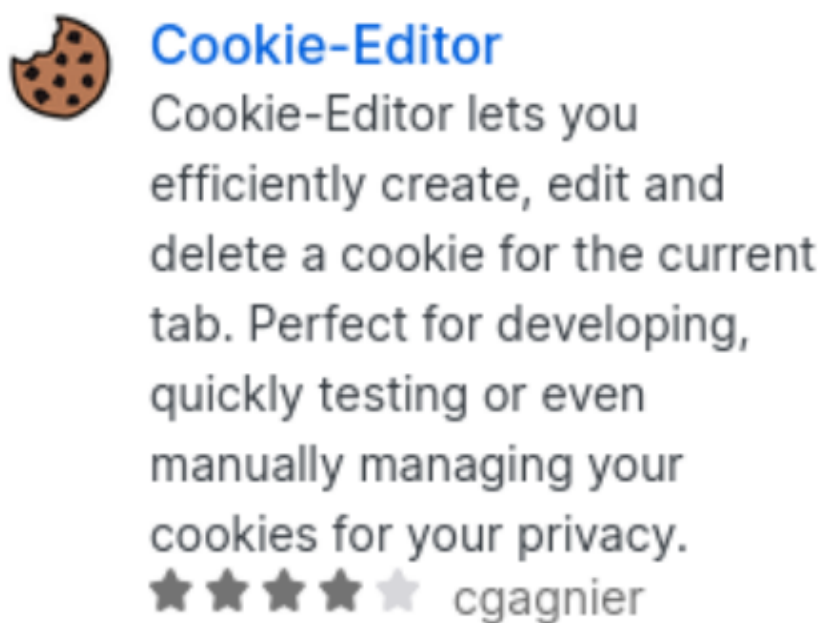 Cookie-Editor
Cookie-Editor lets you
efficiently create, edit and
delete a cookie for the current
tab. Perfect for developing,
quickly testing or even
manually managing your
cookies for your privacy.
cgagnier